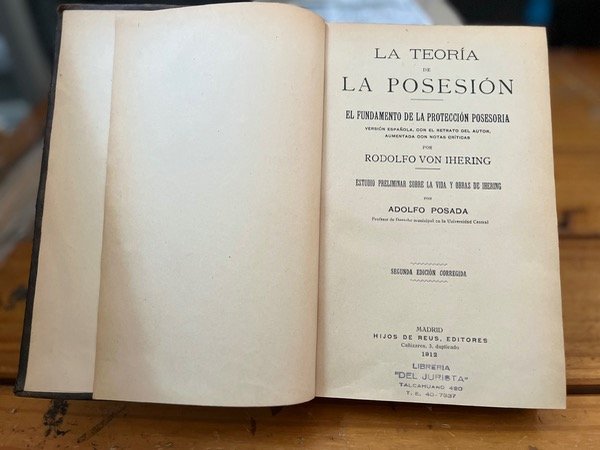 LA TEORÍA
DE
LA POSESIÓN
EL FUNDAMENTO DE LA PROTECCIÓN POSESORIA
VERSIÓN ESPAÑOLA, CON EL RETRATO DEL AUTOR,
AUMENTADA CON NOTAS CRÍTICAS
POR
RODOLFO VON IHERING
ESTUDIO PRELIMINAR SOBRE LA VIDA Y OBRAS DE IHERING
POR
ADOLFO POSADA
Profesor de Derecho municipal en la Universidad Central
SEGUNDA EDICIÓN CORREGIDA
MADRID
HIJOS DE REUS, EDITORES
Cañizares, 3, duplicado
1912
LIBRERIA
"DEL JURISTA"
TALCAHUANO 490
T. E. 40-7337